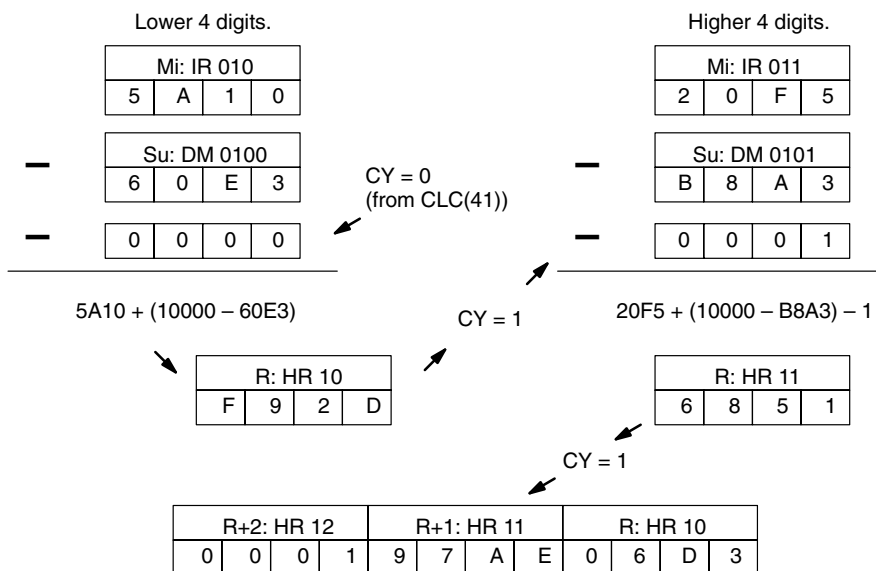 Lower 4 digits. Higher 4 digits.
Mi: IR 010 Mi: IR 011
5 A 1 0 2 0 F 5
– Su: DM 0100 – Su: DM 0101
6 0 E 3 B 8 A 3
CY = 0
(from CLC(41))
– 0 0 0 0 – 0 0 0 1
5A10 + (10000 – 60E3) CY = 1 20F5 + (10000 – B8A3) – 1
R: HR 10 R: HR 11
F 9 2 D 6 8 5 1
CY = 1
R+2: HR 12 R+1: HR 11 R: HR 10
0 0 0 1 9 7 A E 0 6 D 3